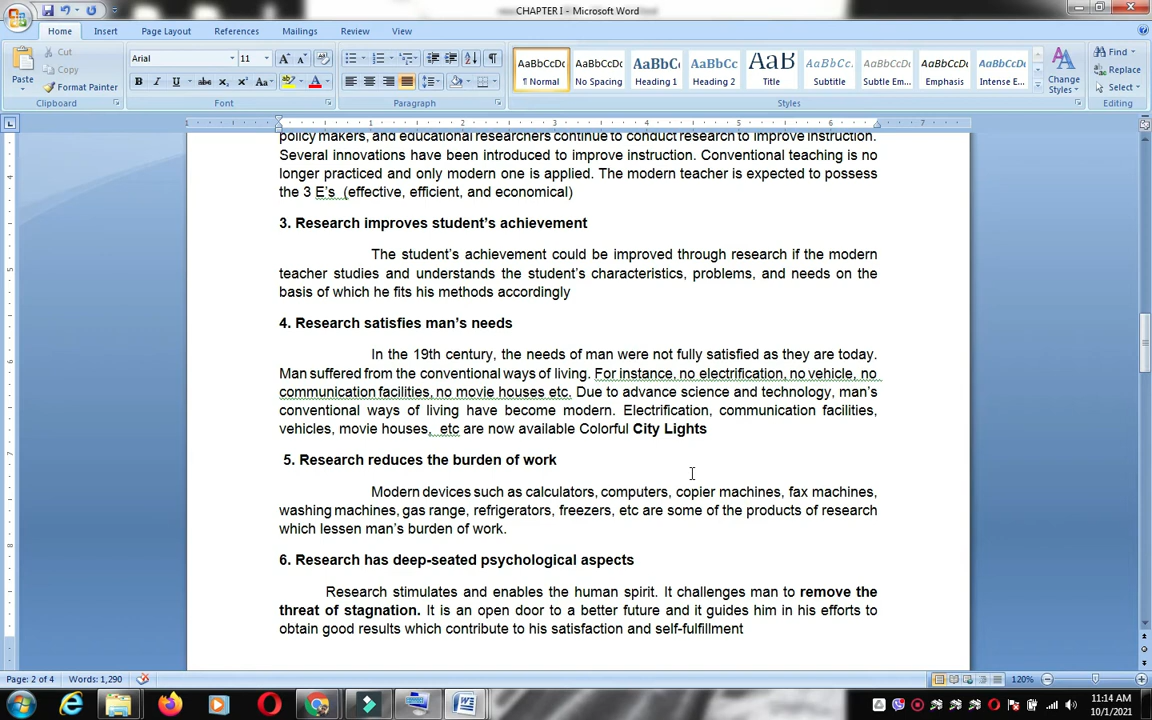 CHAPTER I - Microsoft Word
Home Insert Page Layout References Mailings Review View
Paste
Cut
Copy
Format Painter
Clipboard
Arial 11
B I U abc x₂ x² Aa A
Font
Paragraph
AaBbCcDc AaBbCcDc AaBbC AaBbCc AaB AaBbCc. AaBbCcDc AaBbCcDc AaBbCcDc
¶ Normal No Spacing Heading 1 Heading 2 Title Subtitle Subtle Em... Emphasis Intense E...
Styles
Change
Styles
Find
Replace
Select
Editing
1 1 2 3 4 5 6 7
policy makers, and educational researchers continue to conduct research to improve instruction.
Several innovations have been introduced to improve instruction. Conventional teaching is no
longer practiced and only modern one is applied. The modern teacher is expected to possess
the 3 E's (effective, efficient, and economical)
3. Research improves student's achievement
The student's achievement could be improved through research if the modern
teacher studies and understands the student's characteristics, problems, and needs on the
basis of which he fits his methods accordingly
4. Research satisfies man's needs
In the 19th century, the needs of man were not fully satisfied as they are today.
Man suffered from the conventional ways of living. For instance, no electrification, no vehicle, no
communication facilities, no movie houses etc. Due to advance science and technology, man's
conventional ways of living have become modern. Electrification, communication facilities,
vehicles, movie houses, etc are now available Colorful City Lights
5. Research reduces the burden of work
Modern devices such as calculators, computers, copier machines, fax machines,
washing machines, gas range, refrigerators, freezers, etc are some of the products of research
which lessen man's burden of work.
6. Research has deep-seated psychological aspects
Research stimulates and enables the human spirit. It challenges man to remove the
threat of stagnation. It is an open door to a better future and it guides him in his efforts to
obtain good results which contribute to his satisfaction and self-fulfillment
Page: 2 of 4 Words: 1,290
120%
11:14 AM
10/1/2021